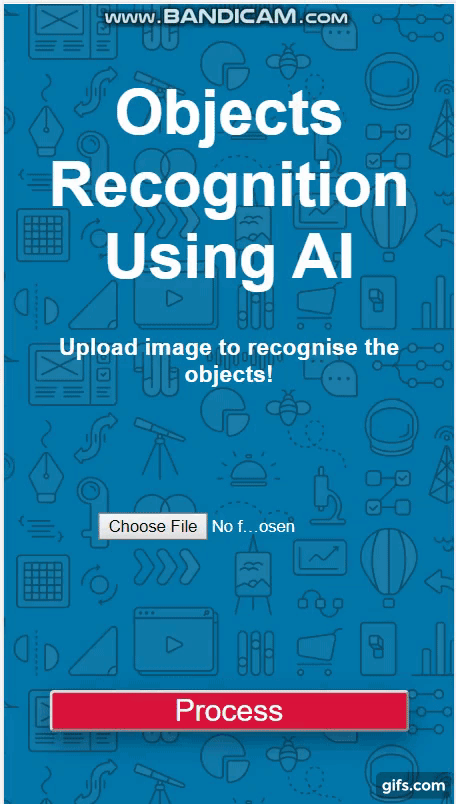 www.BANDICAM.com
Objects
Recognition
Using AI
Upload image to recognise the
objects!
Choose File No f...osen
Process
gifs.com